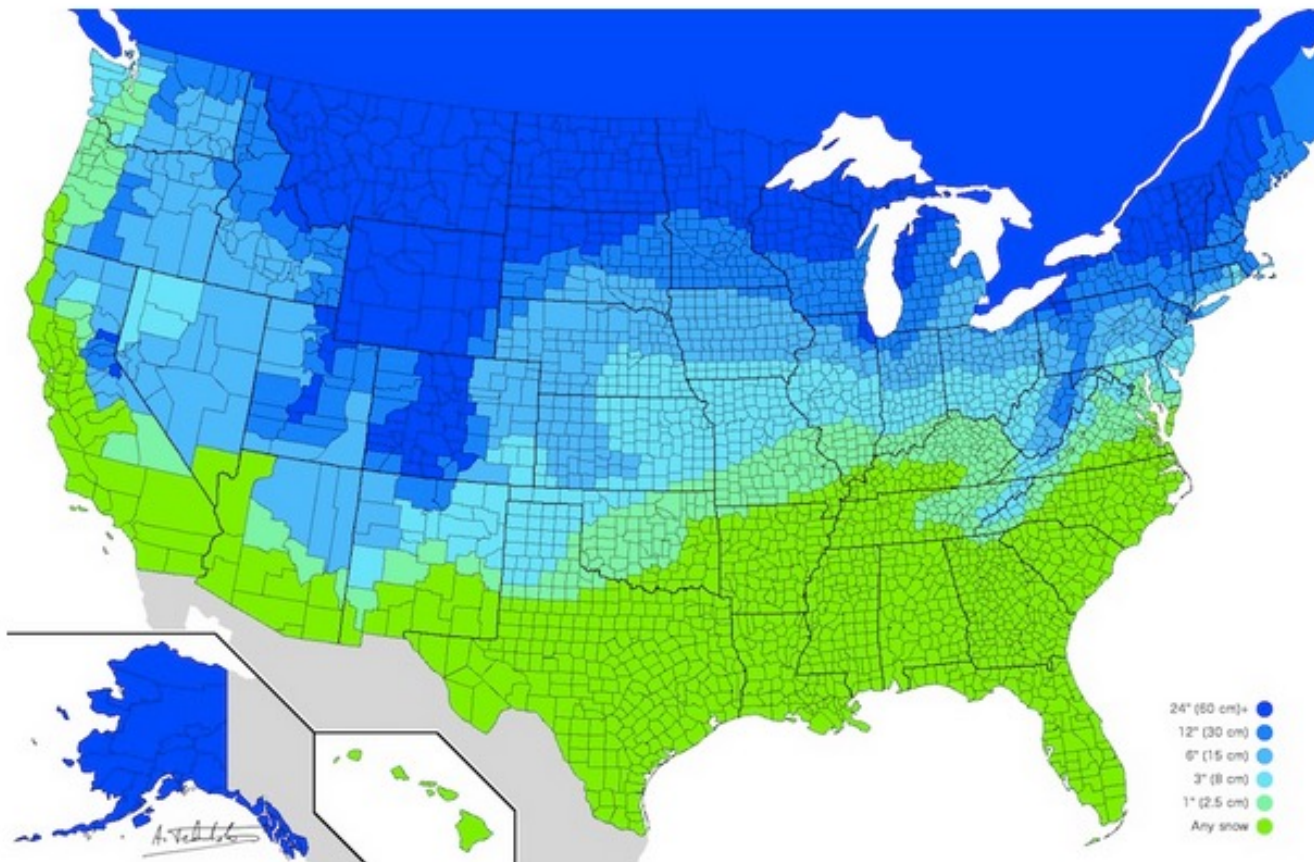 24" (60 cm)+
12" (30 cm)
6" (15 cm)
3" (8 cm)
1" (2.5 cm)
Any snow